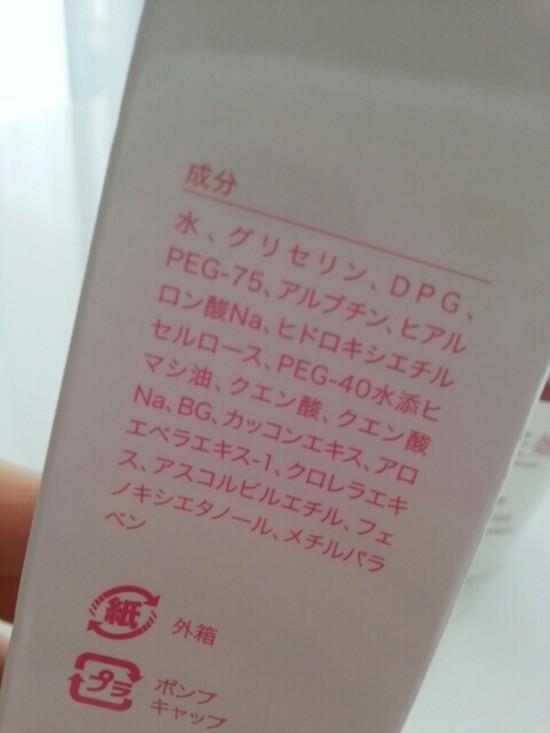 成分
水、グリセリン、DPG、
PEG-75、アルブチン、ヒアル
ロン酸Na、ヒドロキシエチル
セルロース、PEG-40水添ヒ
マシ油、クエン酸、クエン酸
Na、BG、カッコンエキス、アロ
エベラエキス-1、クロレラエキ
ス、アスコルビルエチル、フェ
ノキシエタノール、メチルパラ
ベン
紙 外箱
プラ ポンプ
キャップ